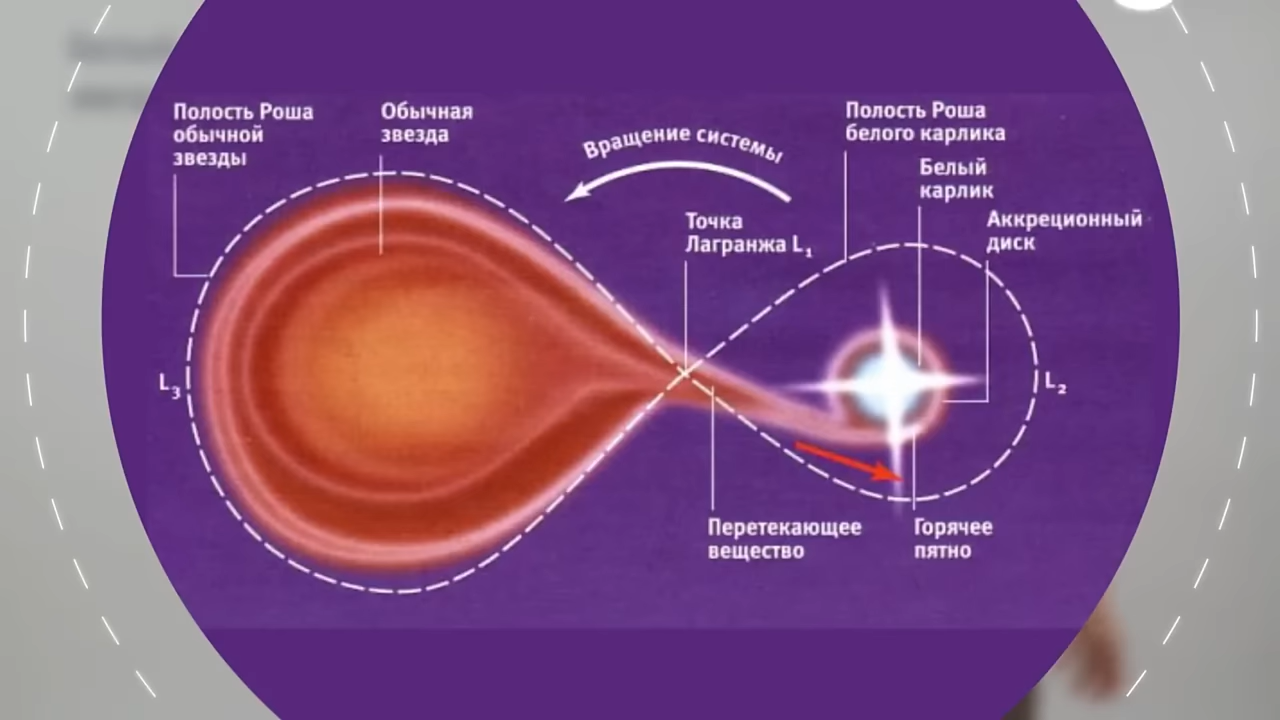 Полость Роша
обычной
звезды
Обычная
звезда
Вращение системы
Точка
Лагранжа L₁
Полость Роша
белого карлика
Белый
карлик
Аккреционный
диск
L₃
L₂
Перетекающее
вещество
Горячее
пятно